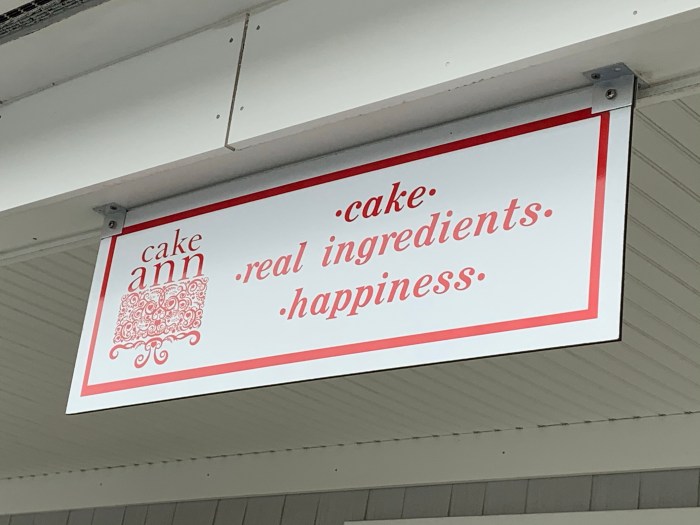 cake
ann
·cake·
·real ingredients·
·happiness·